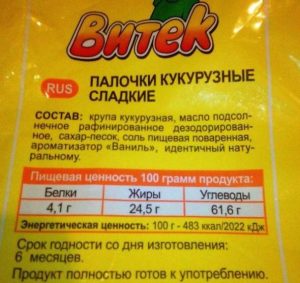 Витек
RUS
ПАЛОЧКИ КУКУРУЗНЫЕ
СЛАДКИЕ
СОСТАВ: крупа кукурузная, масло подсол-
нечное рафинированное дезодорирован-
ное, сахар-песок, соль пищевая поваренная,
ароматизатор «Ваниль», идентичный нату-
ральному.
Пищевая ценность 100 грамм продукта:
Белки Жиры Углеводы
4,1 г 24,5 г 61,6 г
Энергетическая ценность: 100 г - 483 ккал/2022 кДж
Срок годности со дня изготовления:
6 месяцев.
Продукт полностью готов к употреблению.